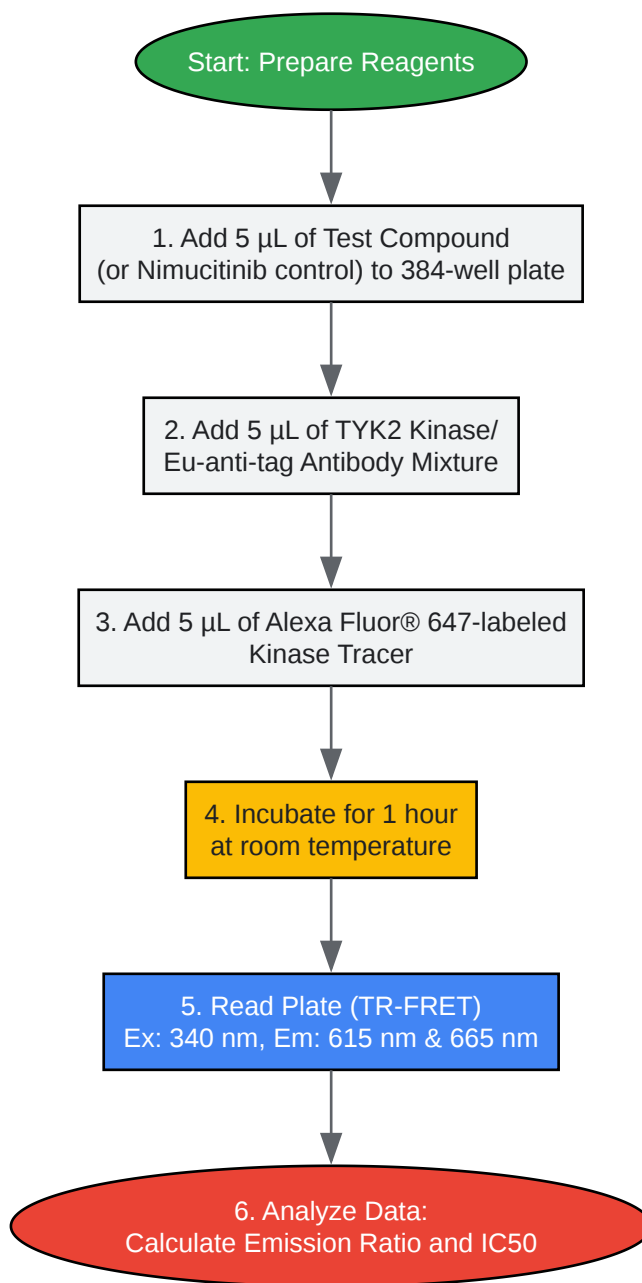 Start: Prepare Reagents
1. Add 5 µL of Test Compound
(or Nimucitinib control) to 384-well plate
2. Add 5 µL of TYK2 Kinase/
Eu-anti-tag Antibody Mixture
3. Add 5 µL of Alexa Fluor® 647-labeled
Kinase Tracer
4. Incubate for 1 hour
at room temperature
5. Read Plate (TR-FRET)
Ex: 340 nm, Em: 615 nm & 665 nm
6. Analyze Data:
Calculate Emission Ratio and IC50